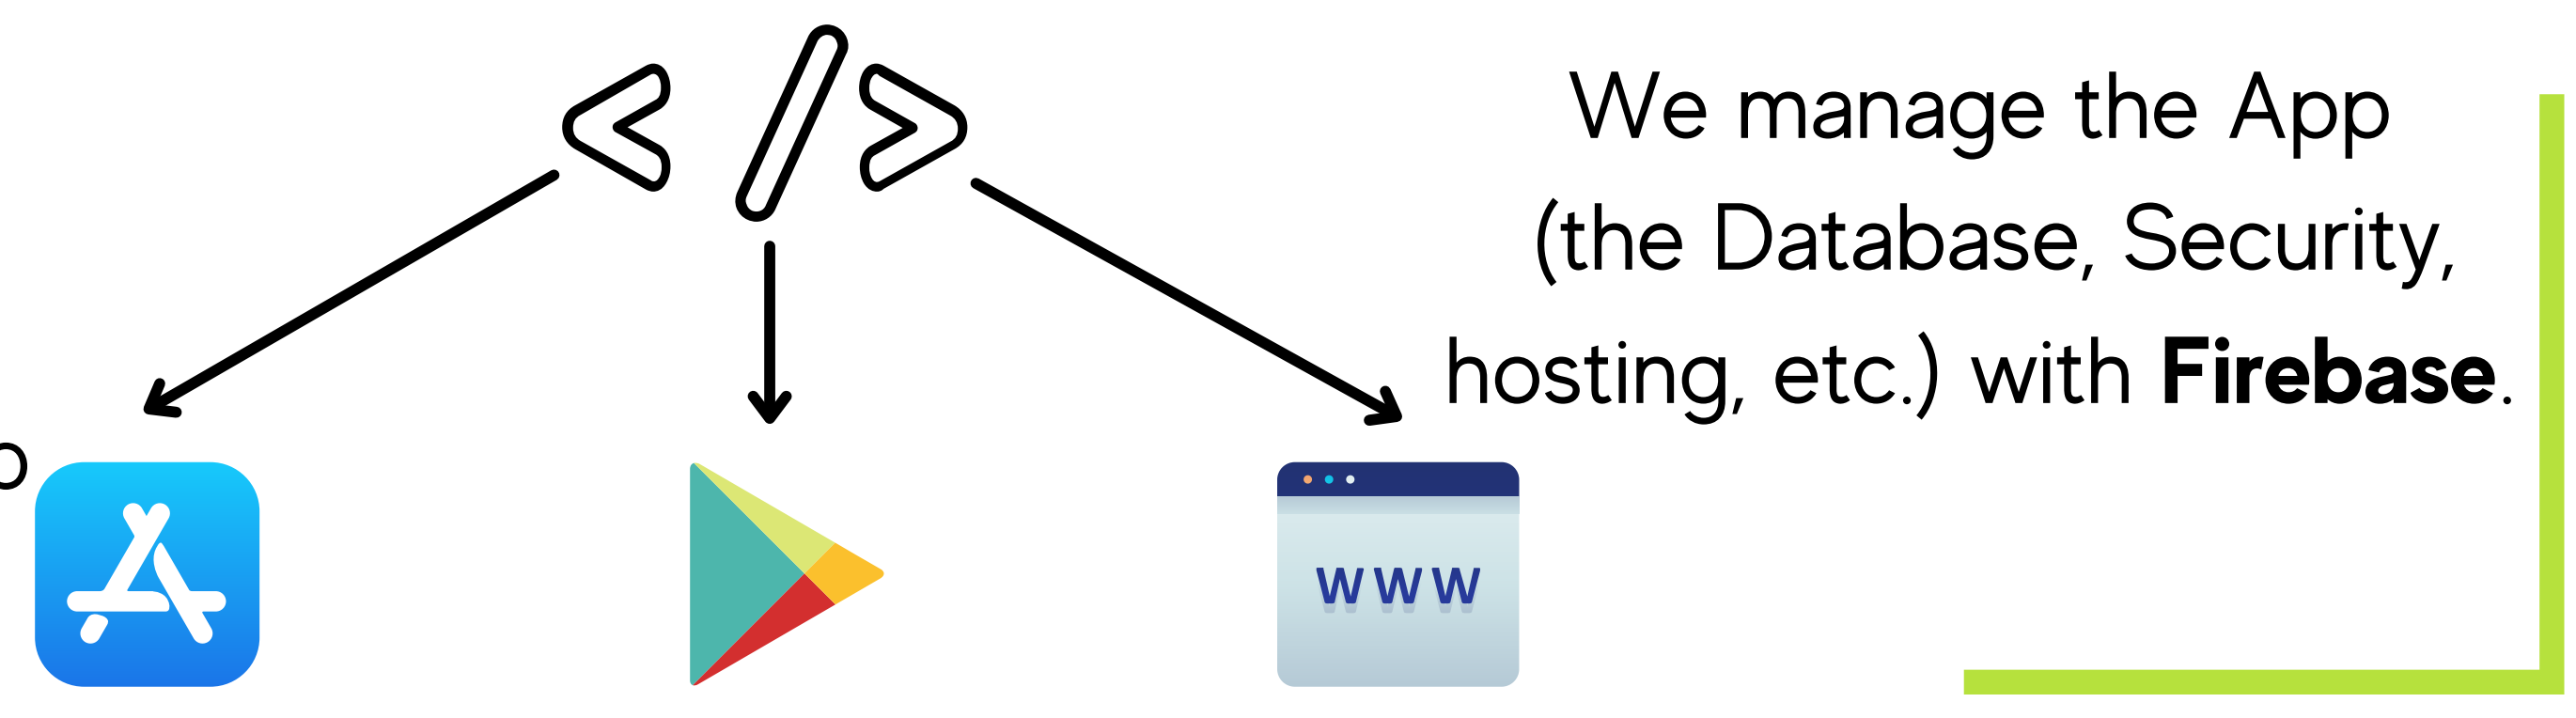 </>
We manage the App
(the Database, Security,
hosting, etc.) with Firebase.
www